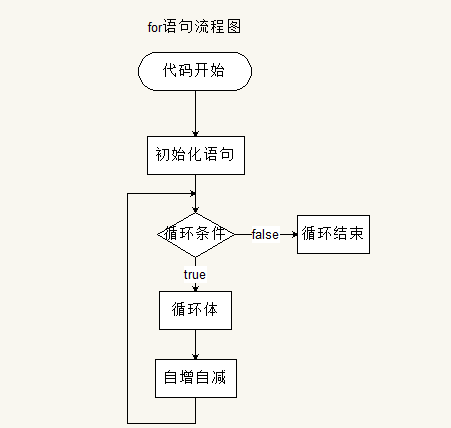 for语句流程图
代码开始
初始化语句
循环条件
false
循环结束
true
循环体
自增自减